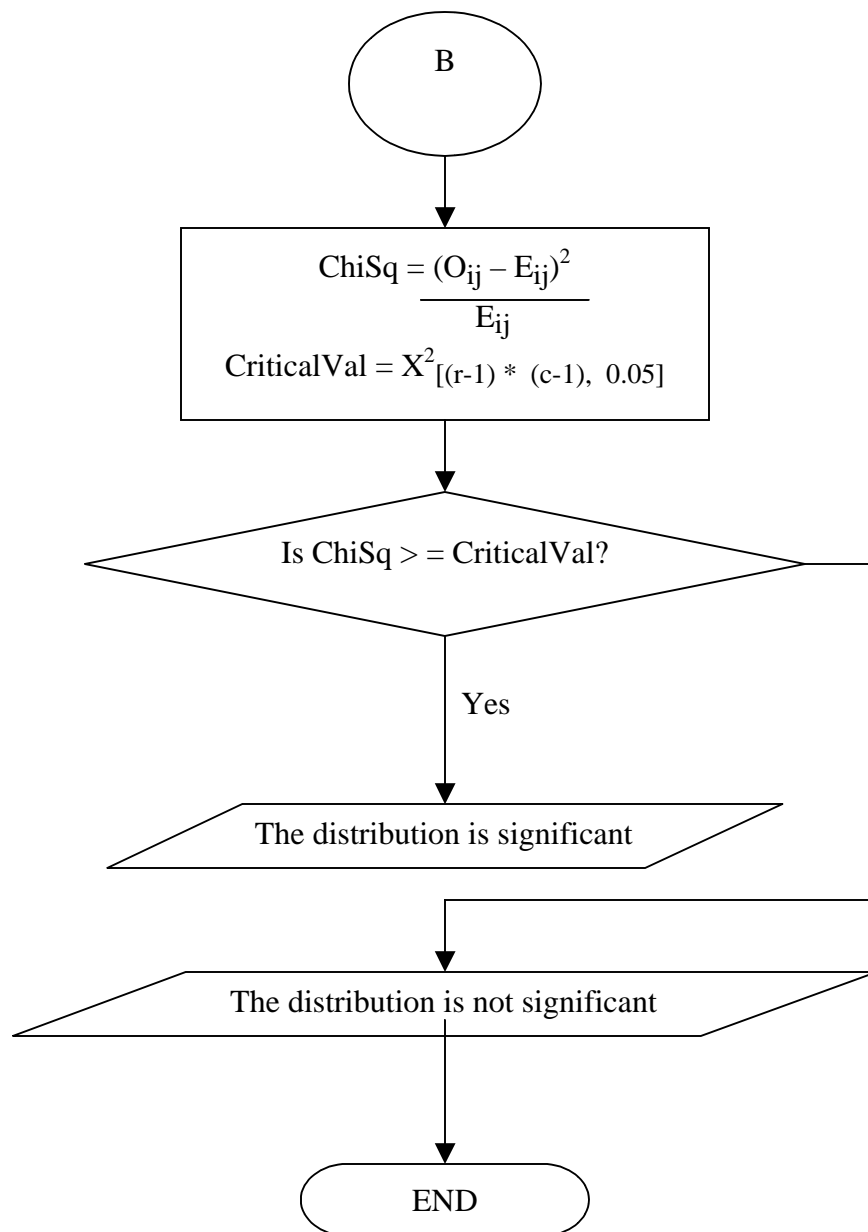 B
ChiSq = (Oij – Eij)²
Eij
CriticalVal = X²[(r-1) * (c-1), 0.05]
Is ChiSq > = CriticalVal?
Yes
The distribution is significant
The distribution is not significant
END